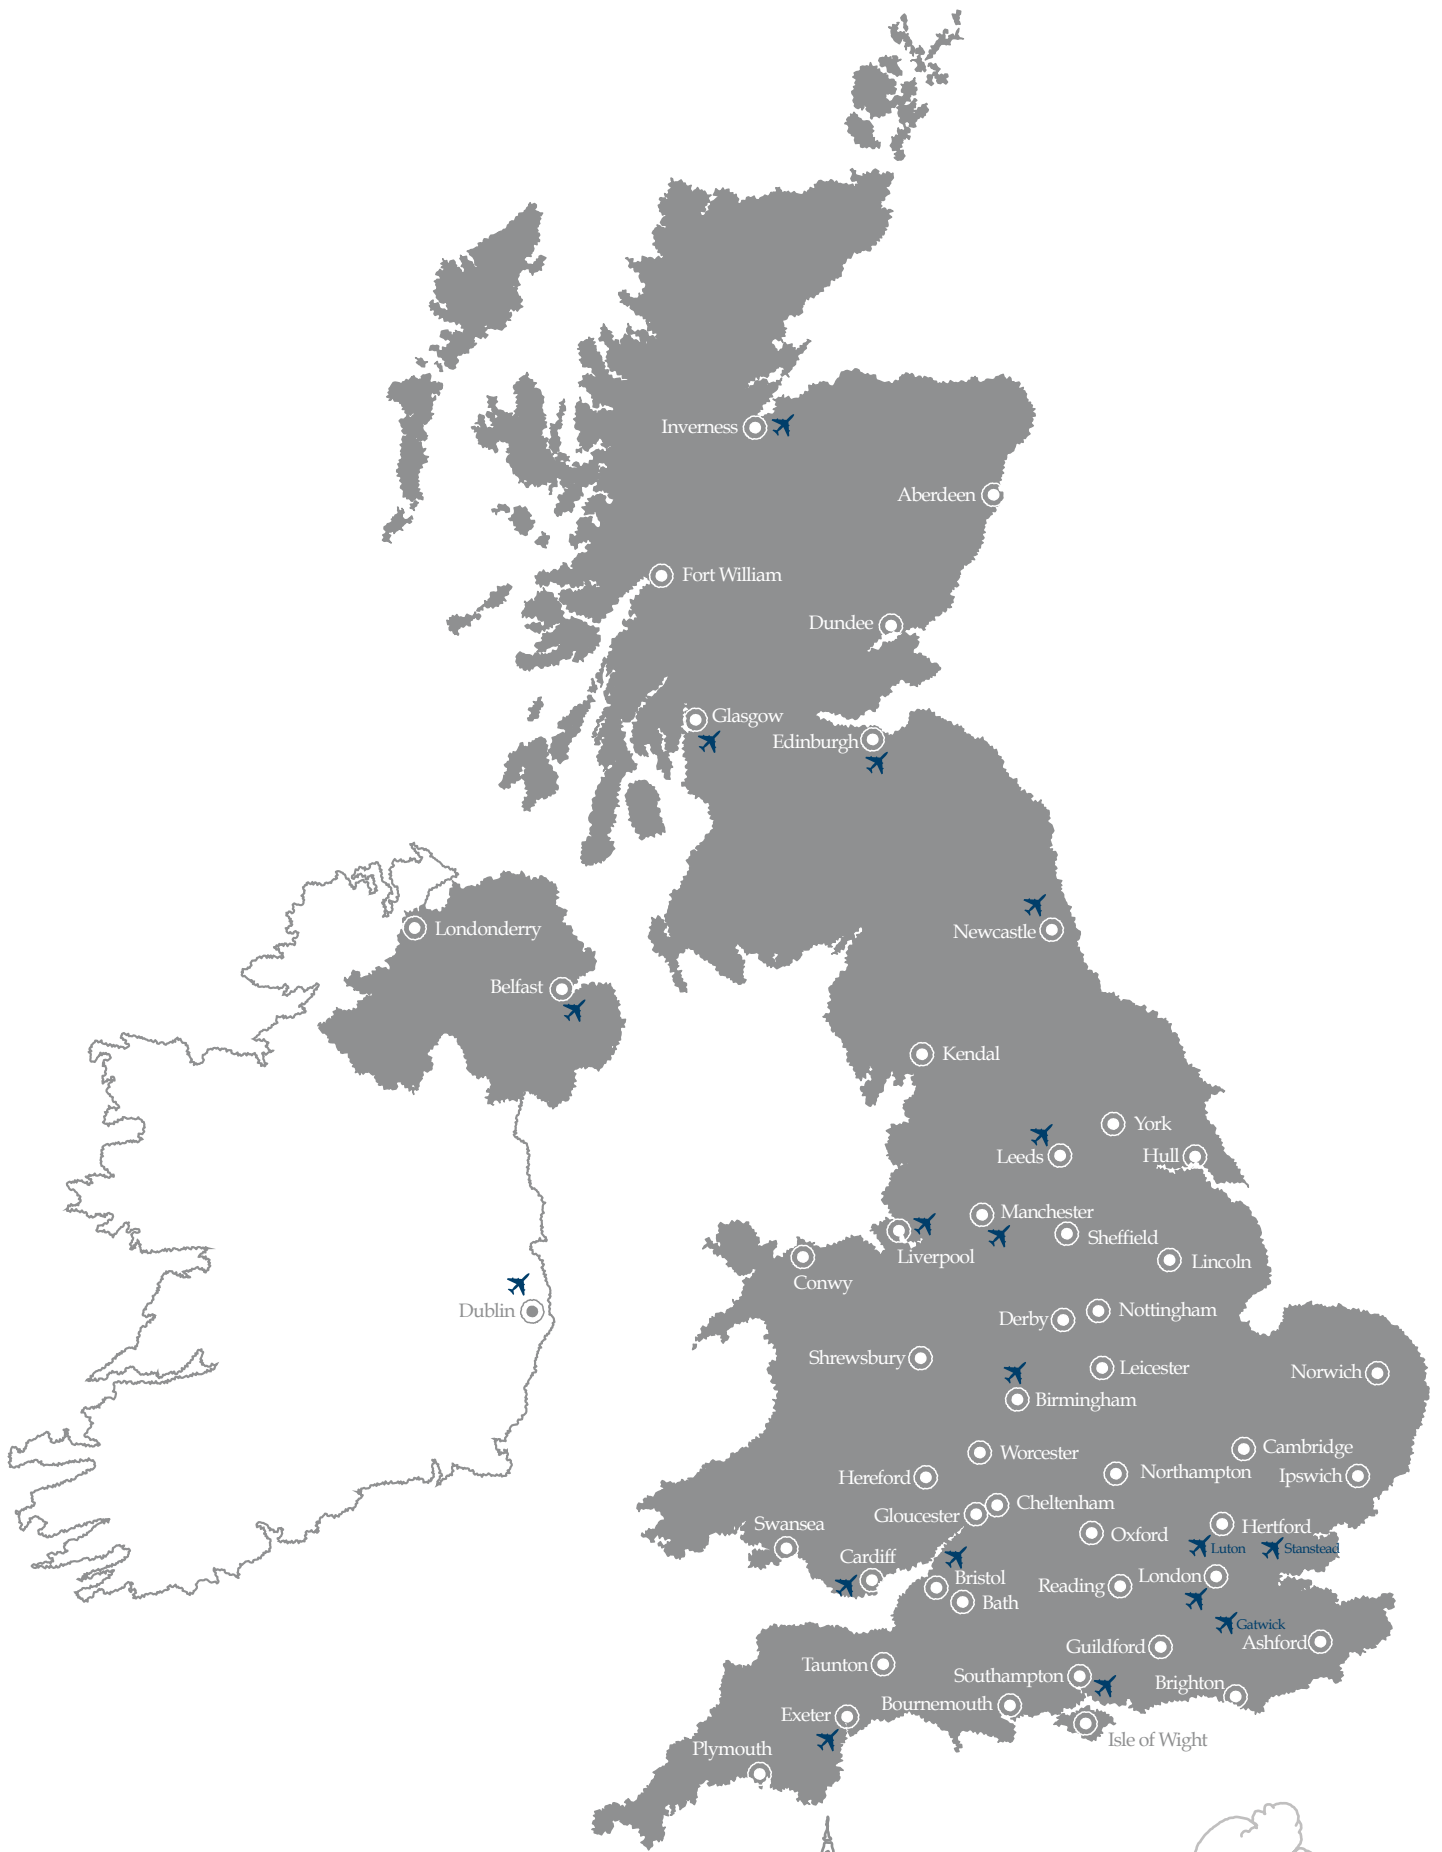 Inverness
Aberdeen
Fort William
Dundee
Glasgow
Edinburgh
Londonderry
Newcastle
Belfast
Kendal
York
Leeds
Hull
Manchester
Sheffield
Liverpool
Lincoln
Conwy
Dublin
Nottingham
Derby
Shrewsbury
Leicester
Norwich
Birmingham
Worcester
Cambridge
Hereford
Northampton
Ipswich
Cheltenham
Gloucester
Swansea
Oxford
Hertford
Luton
Stanstead
Cardiff
Bristol
Reading
London
Bath
Gatwick
Guildford
Ashford
Taunton
Southampton
Brighton
Bournemouth
Exeter
Isle of Wight
Plymouth